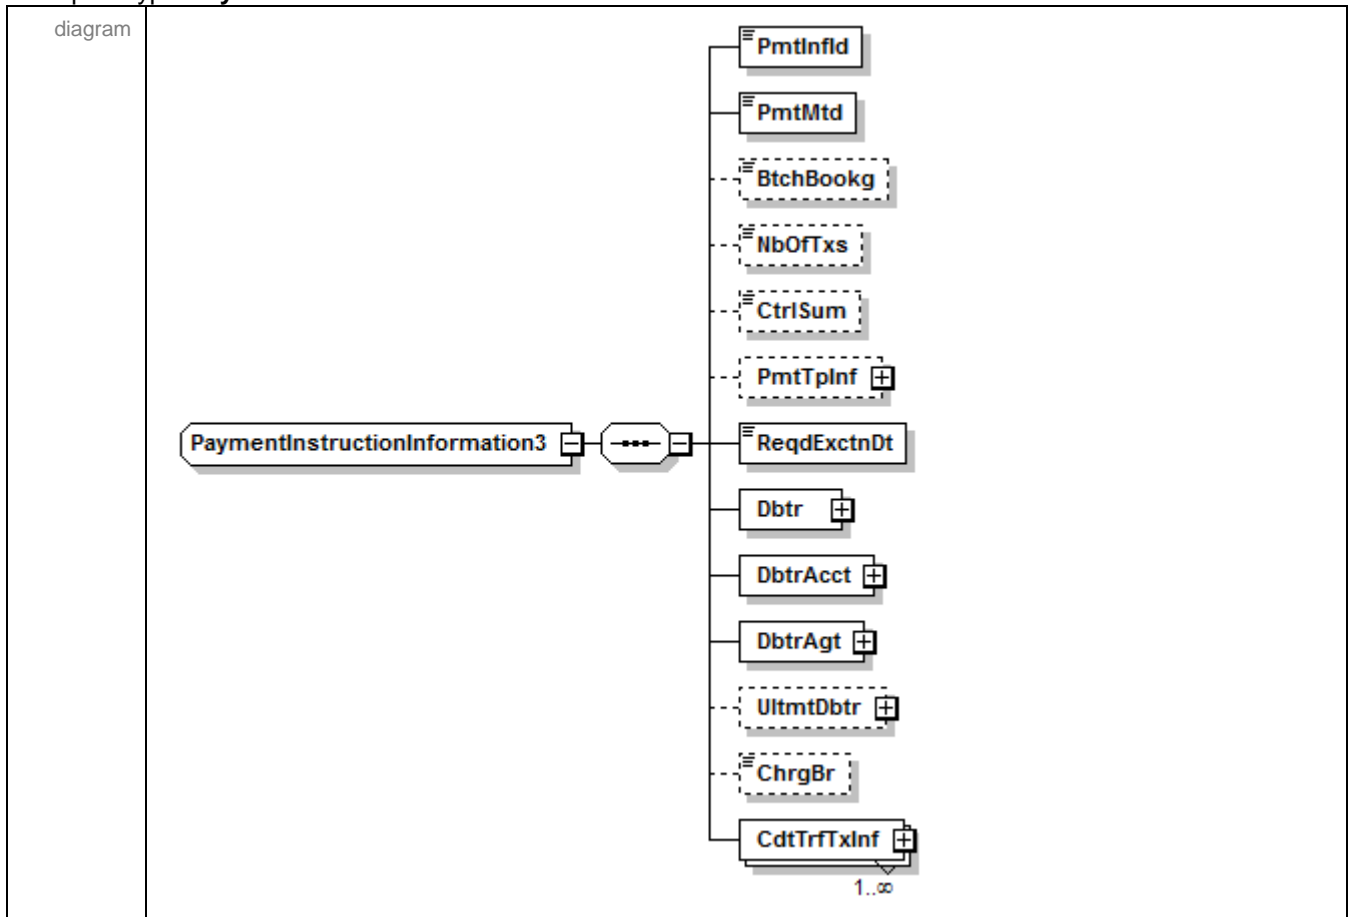 diagram
PmtInfId
PmtMtd
BtchBookg
NbOfTxs
CtrlSum
PmtTpInf
PaymentInstructionInformation3
ReqdExctnDt
Dbtr
DbtrAcct
DbtrAgt
UltmtDbtr
ChrgBr
CdtTrfTxInf
1..∞